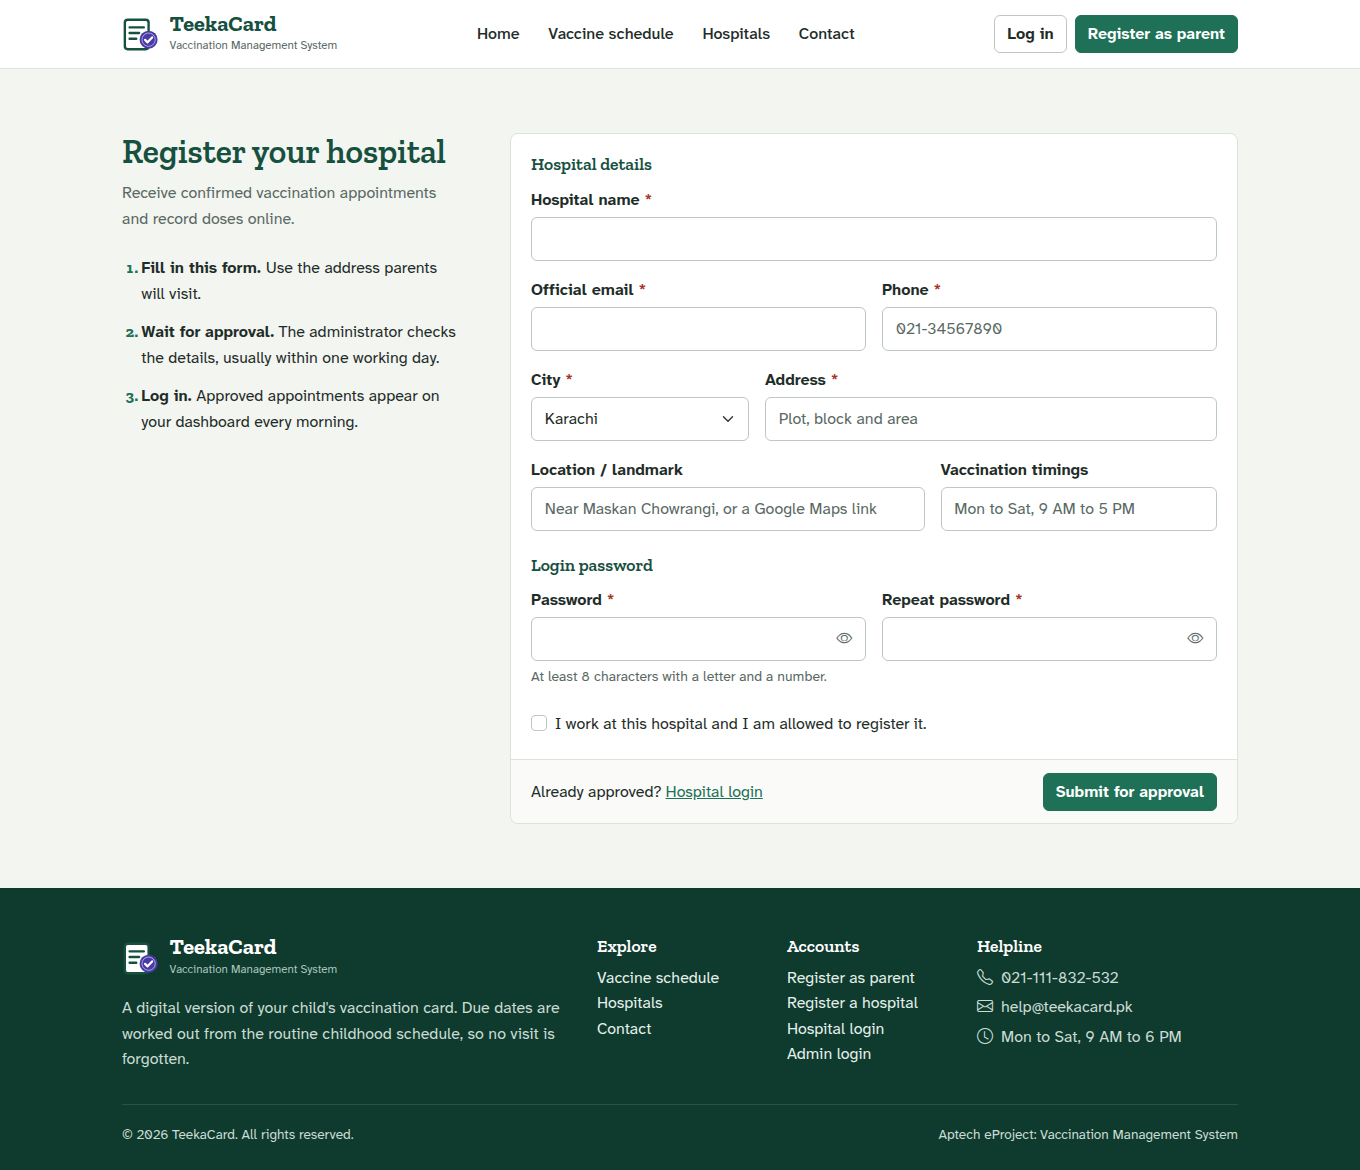 TeekaCard
Vaccination Management System
Home
Vaccine schedule
Hospitals
Contact
Log in
Register as parent
Register your hospital
Receive confirmed vaccination appointments
and record doses online.
1. Fill in this form. Use the address parents
will visit.
2. Wait for approval. The administrator checks
the details, usually within one working day.
3. Log in. Approved appointments appear on
your dashboard every morning.
Hospital details
Hospital name *
Official email *
Phone *
021-34567890
City *
Address *
Karachi
Plot, block and area
Location / landmark
Vaccination timings
Near Maskan Chowrangi, or a Google Maps link
Mon to Sat, 9 AM to 5 PM
Login password
Password *
Repeat password *
At least 8 characters with a letter and a number.
I work at this hospital and I am allowed to register it.
Already approved? Hospital login
Submit for approval
TeekaCard
Vaccination Management System
A digital version of your child's vaccination card. Due dates are
worked out from the routine childhood schedule, so no visit is
forgotten.
Explore
Vaccine schedule
Hospitals
Contact
Accounts
Register as parent
Register a hospital
Hospital login
Admin login
Helpline
021-111-832-532
help@teekacard.pk
Mon to Sat, 9 AM to 6 PM
© 2026 TeekaCard. All rights reserved.
Aptech eProject: Vaccination Management System